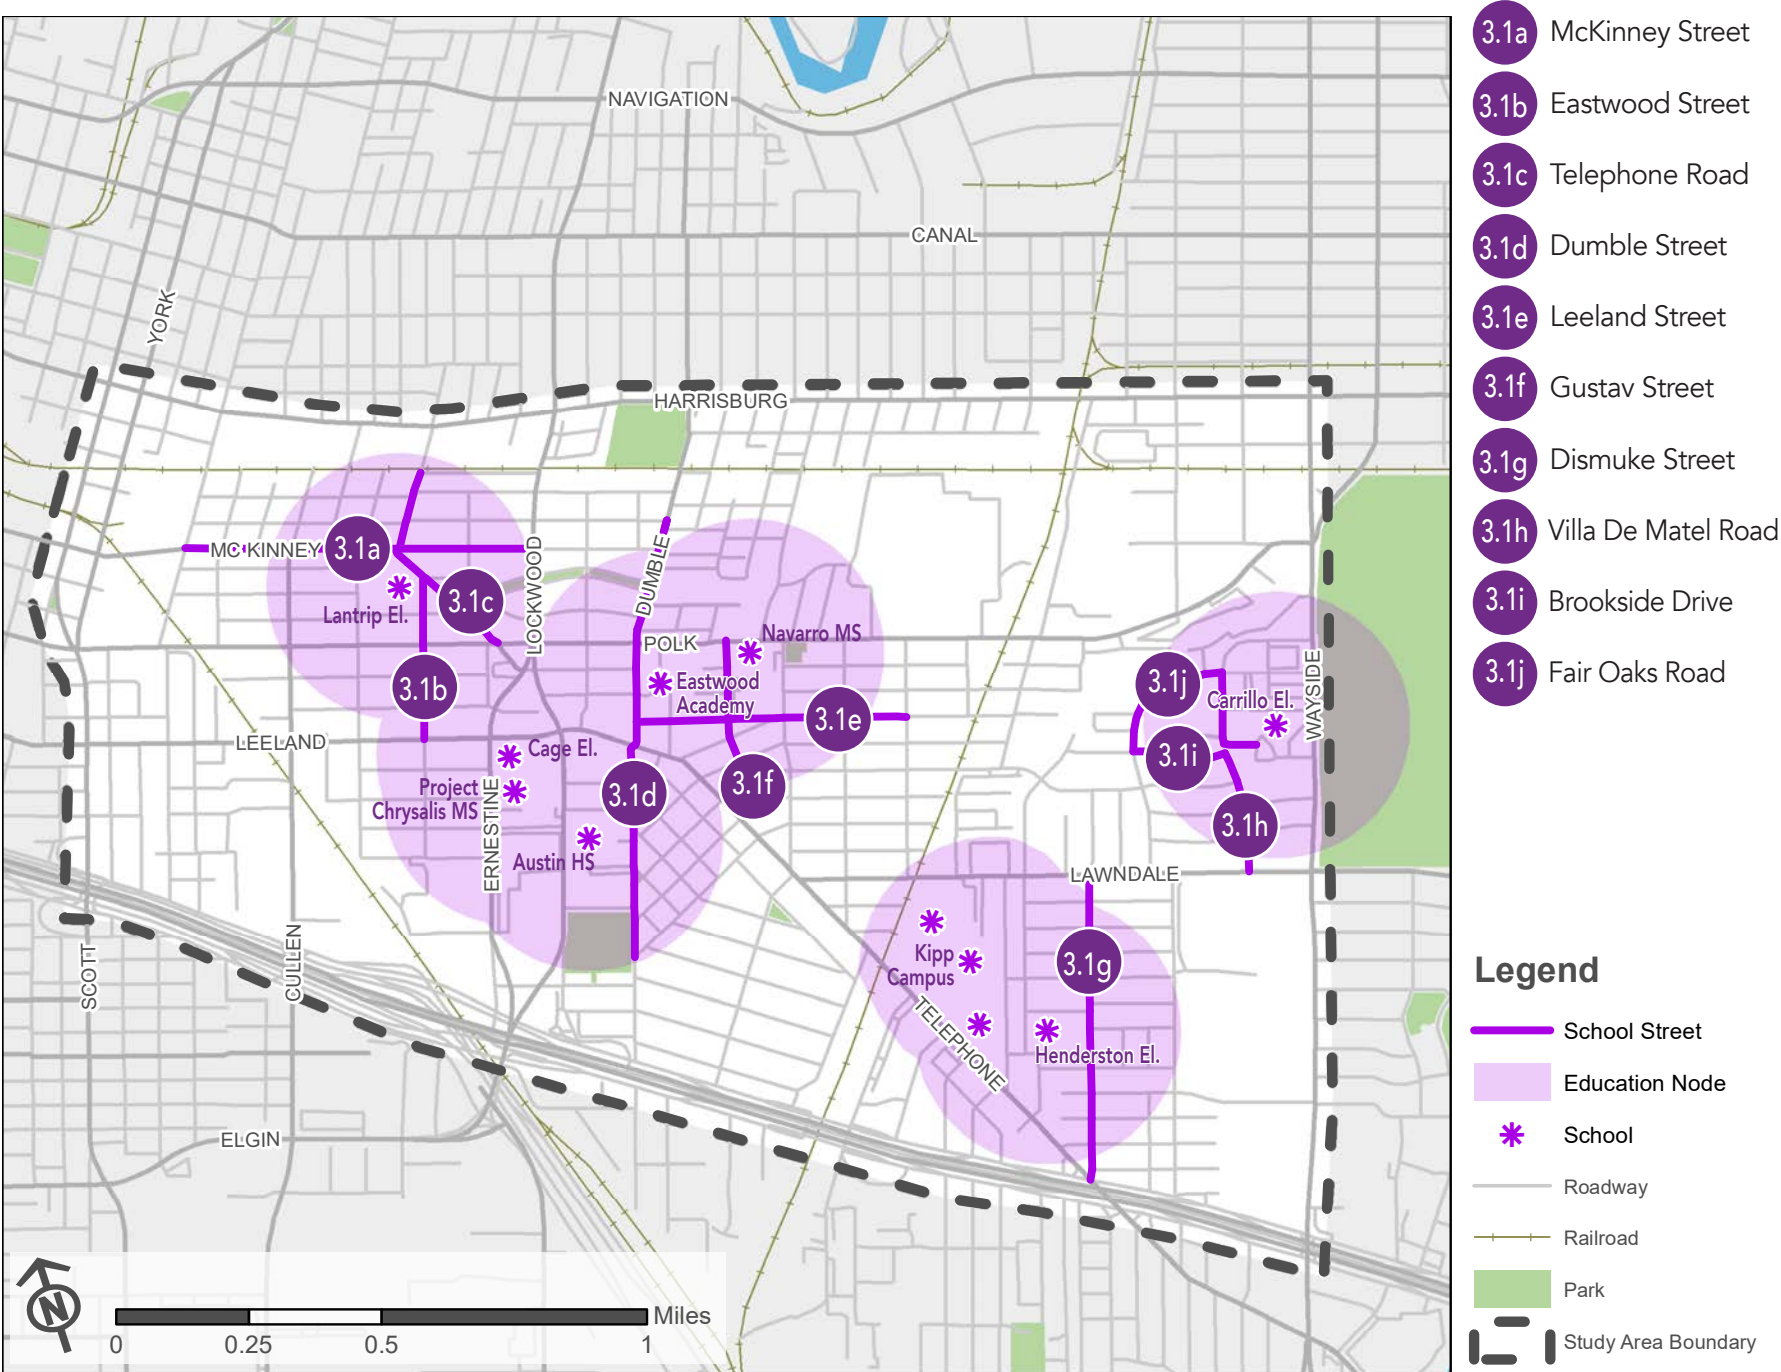 3.1a McKinney Street
3.1b Eastwood Street
3.1c Telephone Road
3.1d Dumble Street
3.1e Leeland Street
3.1f Gustav Street
3.1g Dismuke Street
3.1h Villa De Matel Road
3.1i Brookside Drive
3.1j Fair Oaks Road
NAVIGATION
CANAL
YORK
HARRISBURG
MC KINNEY
3.1a
LOCKWOOD
DUMBLE
Lantrip El.
3.1c
POLK
Navarro MS
3.1b
Eastwood
Academy
3.1e
3.1j
Carrillo El.
WAYSIDE
LEELAND
Cage El.
3.1i
Project
Chrysalis MS
ERNESTINE
3.1d
3.1f
3.1h
Austin HS
LAWNDALE
SCOTT
CULLEN
Kipp
Campus
3.1g
TELEPHONE
Henderston El.
ELGIN
N
Miles
0 0.25 0.5 1
Legend
School Street
Education Node
School
Roadway
Railroad
Park
Study Area Boundary